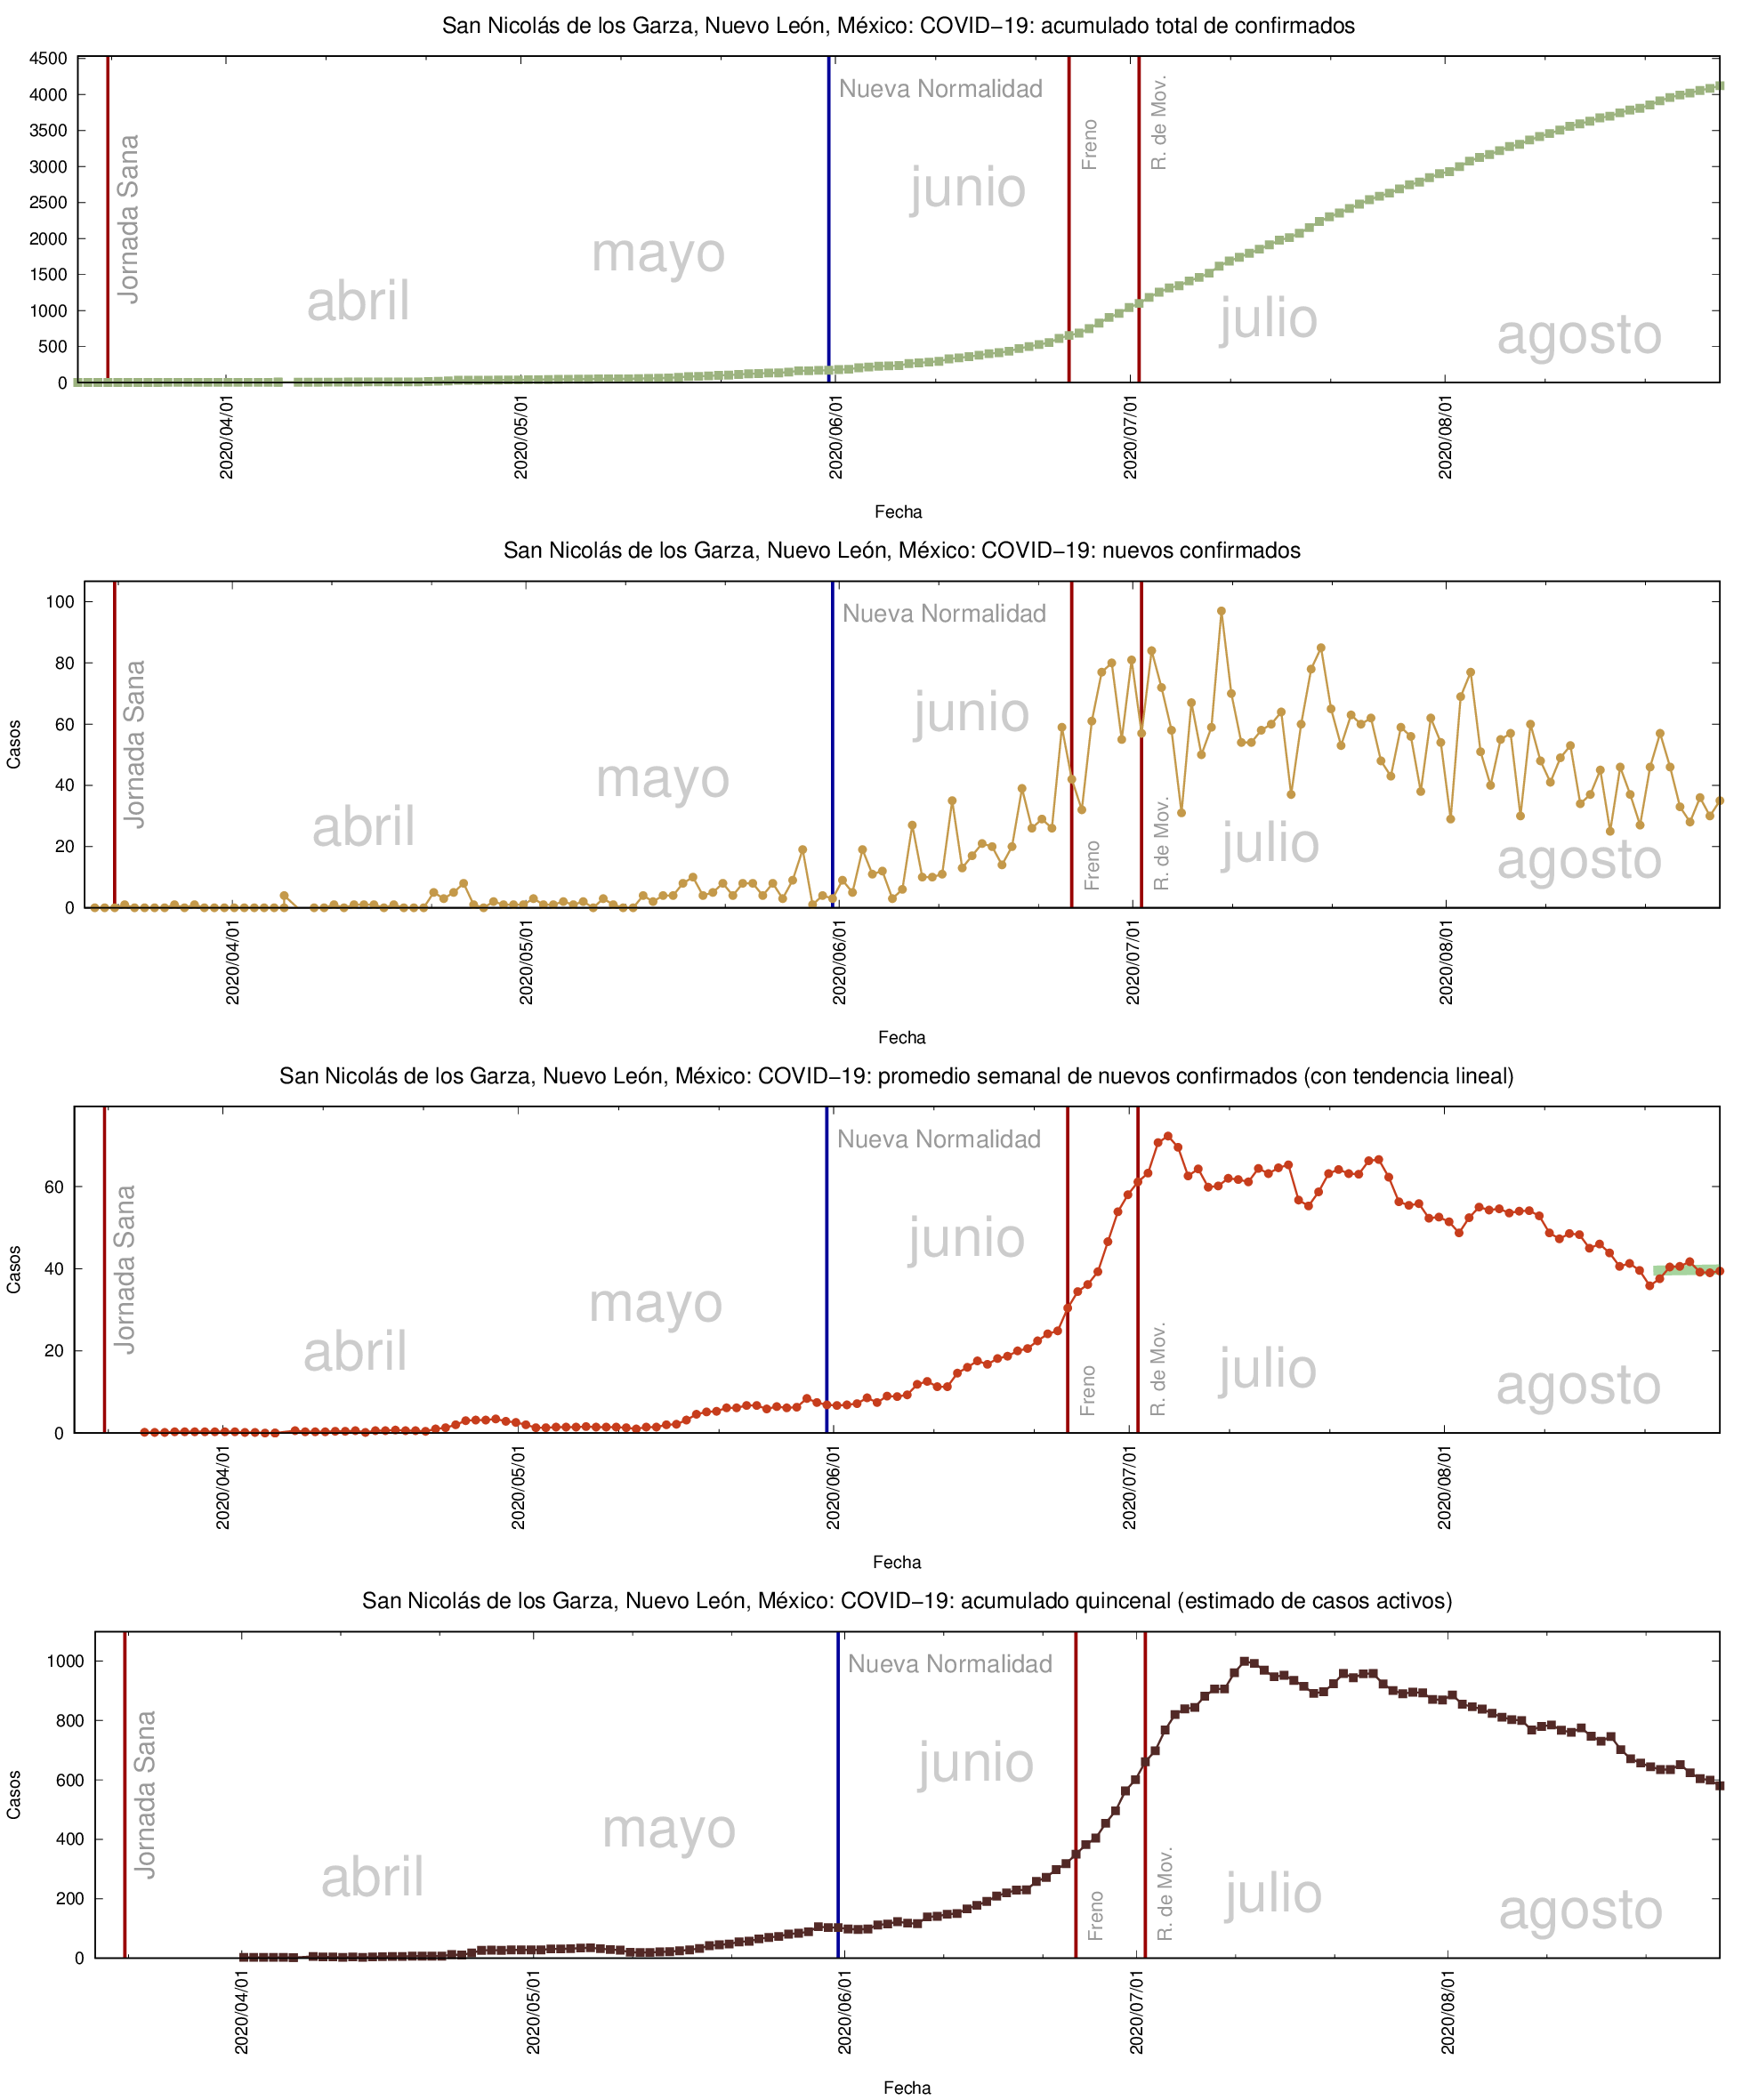 San Nicolás de los Garza, Nuevo León, México: COVID−19: acumulado total de confirmados
4500
4000
3500
3000
2500
2000
1500
1000
500
0
Jornada Sana
abril
mayo
Nueva Normalidad
junio
Freno
R. de Mov.
julio
agosto
2020/04/01
2020/05/01
2020/06/01
2020/07/01
2020/08/01
Fecha
San Nicolás de los Garza, Nuevo León, México: COVID−19: nuevos confirmados
Casos
100
80
60
40
20
0
Jornada Sana
abril
mayo
Nueva Normalidad
junio
Freno
R. de Mov.
julio
agosto
2020/04/01
2020/05/01
2020/06/01
2020/07/01
2020/08/01
Fecha
San Nicolás de los Garza, Nuevo León, México: COVID−19: promedio semanal de nuevos confirmados (con tendencia lineal)
Casos
60
40
20
0
Jornada Sana
abril
mayo
Nueva Normalidad
junio
Freno
R. de Mov.
julio
agosto
2020/04/01
2020/05/01
2020/06/01
2020/07/01
2020/08/01
Fecha
San Nicolás de los Garza, Nuevo León, México: COVID−19: acumulado quincenal (estimado de casos activos)
Casos
1000
800
600
400
200
0
Jornada Sana
abril
mayo
Nueva Normalidad
junio
Freno
R. de Mov.
julio
agosto
2020/04/01
2020/05/01
2020/06/01
2020/07/01
2020/08/01
Fecha